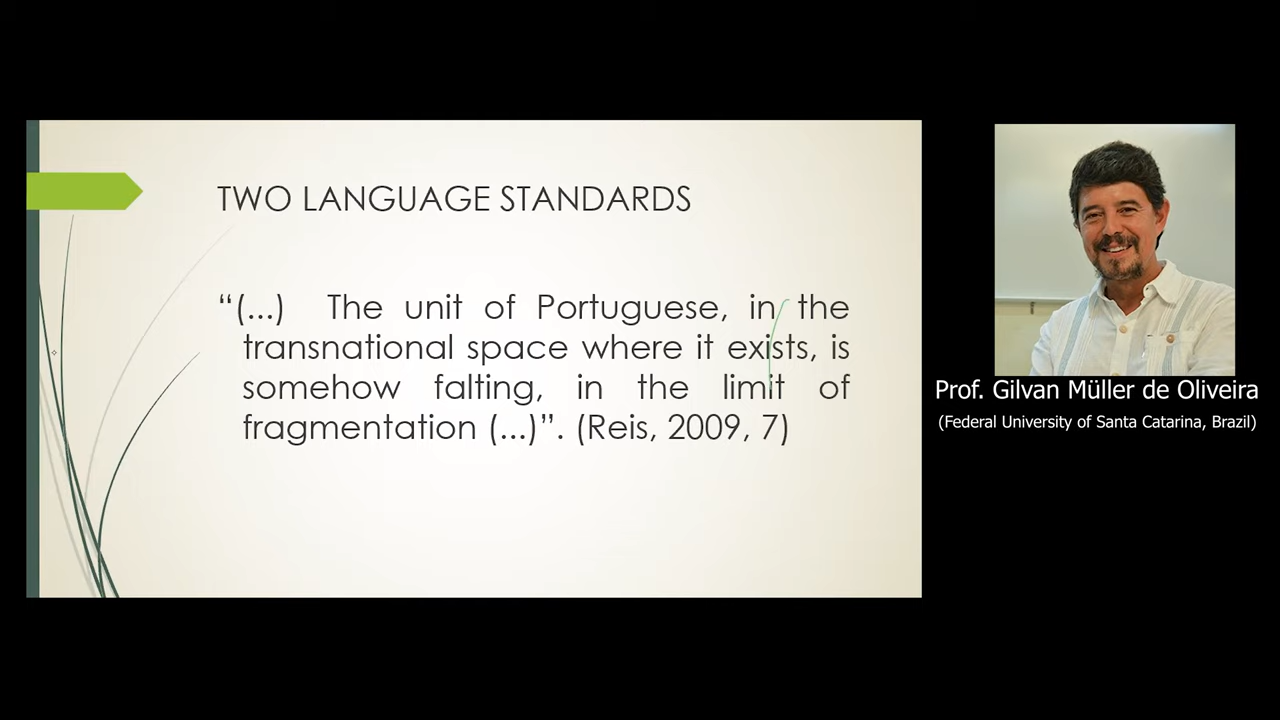 TWO LANGUAGE STANDARDS
“(...) The unit of Portuguese, in the
transnational space where it exists, is
somehow falting, in the limit of
fragmentation (...)”. (Reis, 2009, 7)
Prof. Gilvan Müller de Oliveira
(Federal University of Santa Catarina, Brazil)